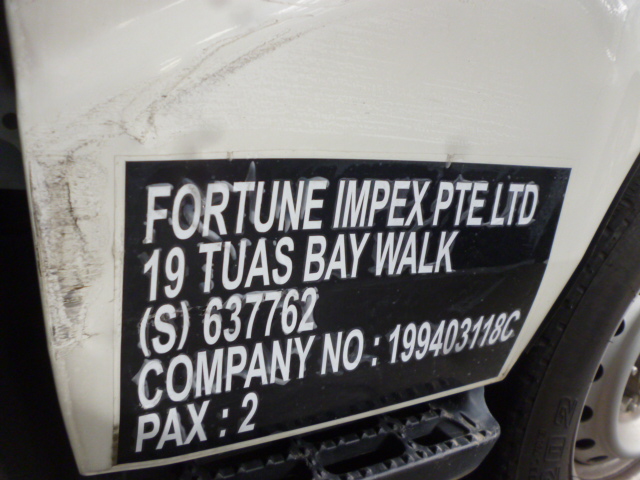 FORTUNE IMPEX PTE LTD
19 TUAS BAY WALK
(S) 637762
COMPANY NO : 199403118C
PAX : 2